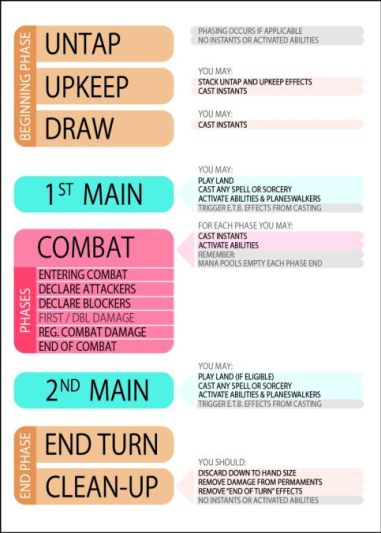 BEGINNING PHASE
UNTAP
PHASING OCCURS IF APPLICABLE
NO INSTANTS OR ACTIVATED ABILITIES
UPKEEP
YOU MAY:
STACK UNTAP AND UPKEEP EFFECTS
CAST INSTANTS
DRAW
YOU MAY:
CAST INSTANTS
1ST MAIN
YOU MAY:
PLAY LAND
CAST ANY SPELL OR SORCERY
ACTIVATE ABILITIES & PLANESWALKERS
TRIGGER E.T.B. EFFECTS FROM CASTING
COMBAT
FOR EACH PHASE YOU MAY:
CAST INSTANTS
ACTIVATE ABILITIES
REMEMBER:
MANA POOLS EMPTY EACH PHASE END
PHASES
ENTERING COMBAT
DECLARE ATTACKERS
DECLARE BLOCKERS
FIRST / DBL DAMAGE
REG. COMBAT DAMAGE
END OF COMBAT
2ND MAIN
YOU MAY:
PLAY LAND (IF ELIGIBLE)
CAST ANY SPELL OR SORCERY
ACTIVATE ABILITIES & PLANESWALKERS
TRIGGER E.T.B. EFFECTS FROM CASTING
END PHASE
END TURN
CLEAN-UP
YOU SHOULD:
DISCARD DOWN TO HAND SIZE
REMOVE DAMAGE FROM PERMAMENTS
REMOVE "END OF TURN" EFFECTS
NO INSTANTS OR ACTIVATED ABILITIES